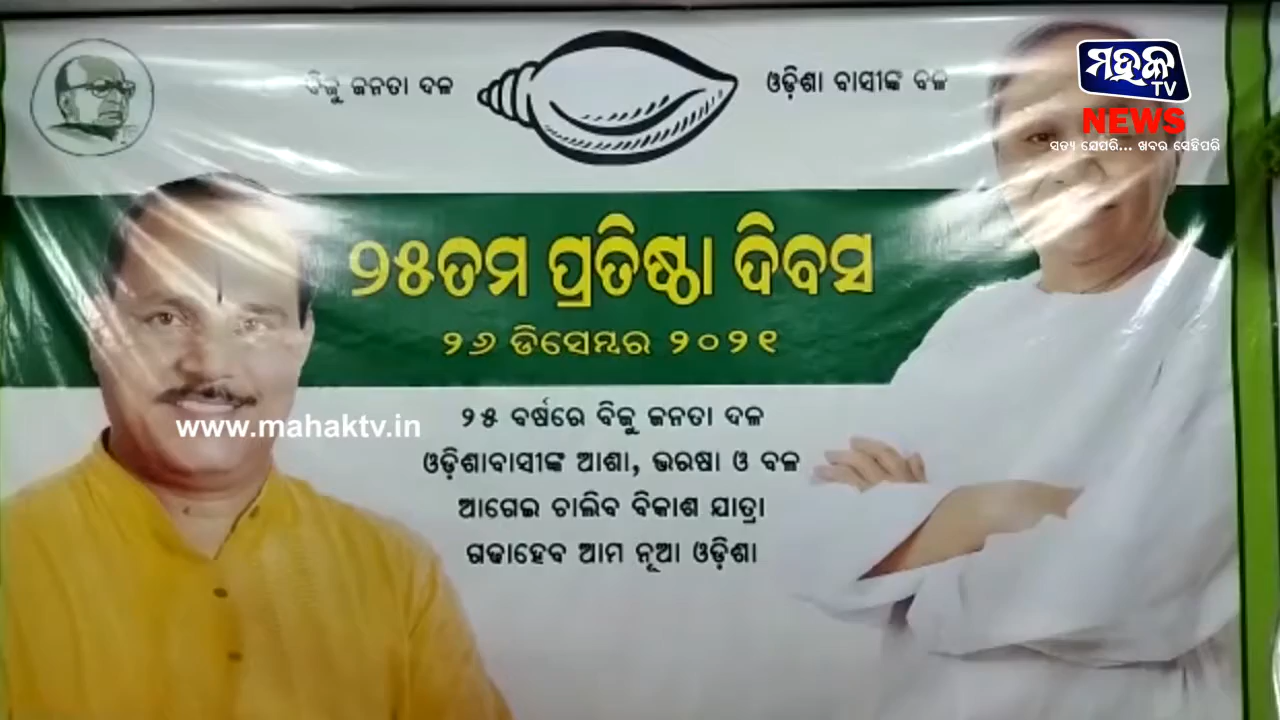 ବିଜୁ ଜନତା ଦଳ
ଓଡ଼ିଶା ବାସୀଙ୍କ ବଳ
ମହକ
TV
NEWS
ସତ୍ୟ ଯେପରି... ଖବର ସେହିପରି
୨୫ତମ ପ୍ରତିଷ୍ଠା ଦିବସ
୨୬ ଡିସେମ୍ବର ୨୦୨୧
୨୫ ବର୍ଷରେ ବିଜୁ ଜନତା ଦଳ
www.mahaktv.in
ଓଡ଼ିଶାବାସୀଙ୍କ ଆଶା, ଭରଷା ଓ ବଳ
ଆଗେଇ ଚାଲିବ ବିକାଶ ଯାତ୍ରା
ଗଢାହେବ ଆମ ନୂଆ ଓଡ଼ିଶା